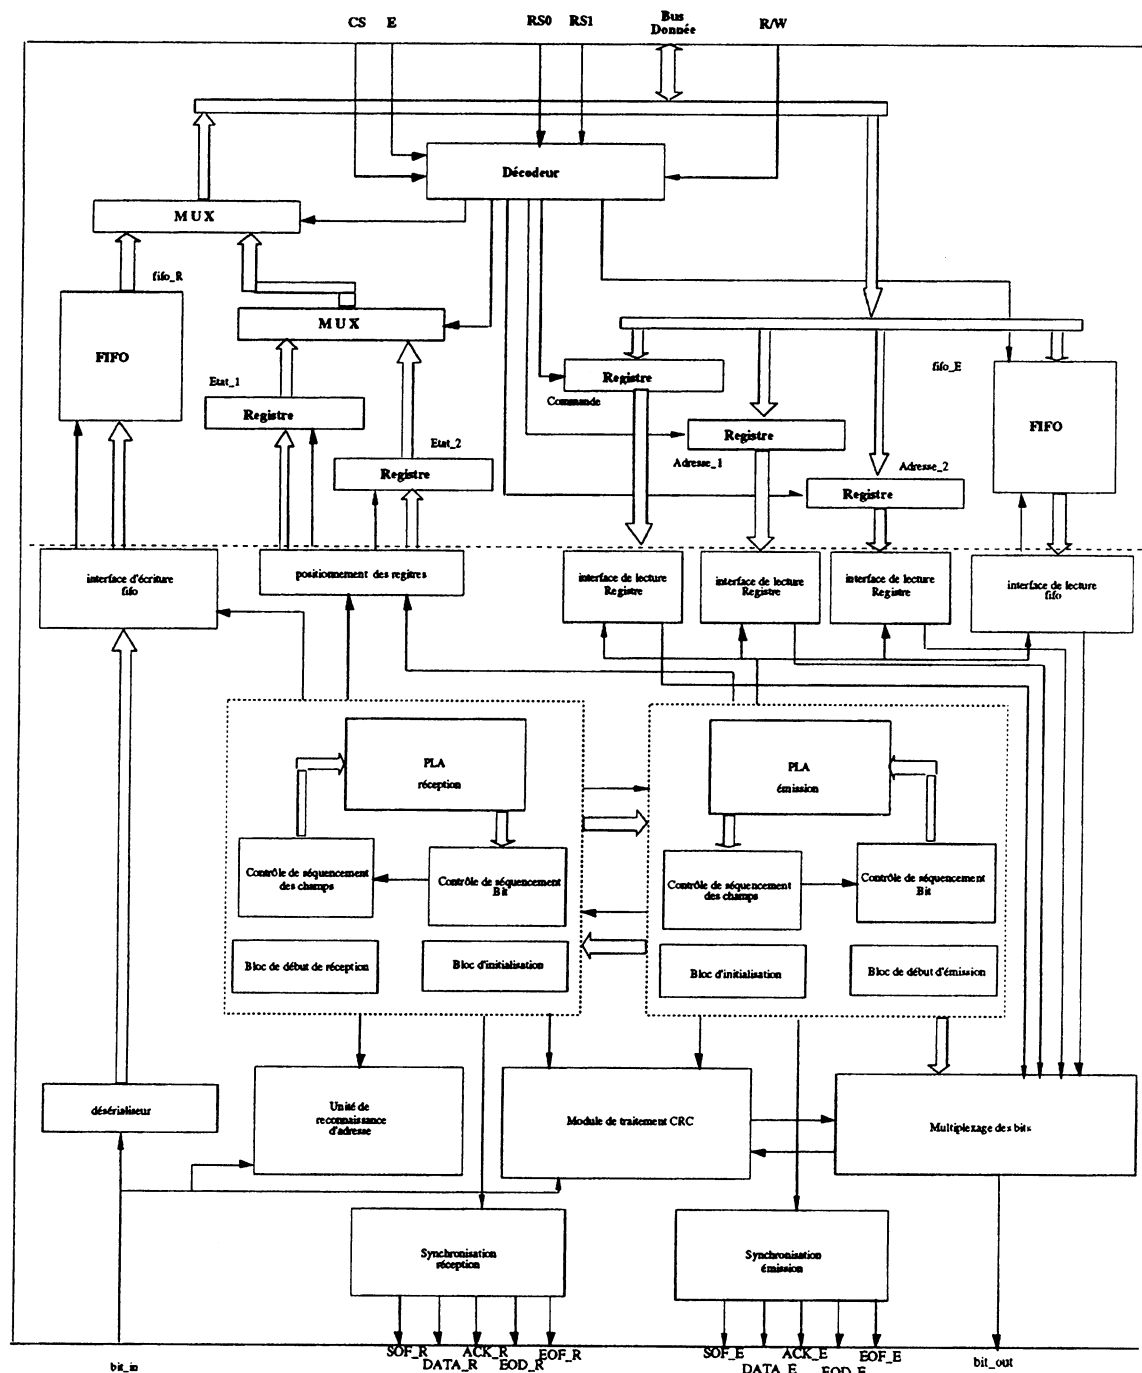 CS E RS0 RS1 Bus R/W
Donnée
Décodeur
MUX
fifo_R
MUX
FIFO
Etat_1
Registre
Etat_2
Registre
Registre
Commande
Registre
Adresse_1
Adresse_2
Registre
fifo_E
FIFO
interface d'écriture
fifo
positionnement des regitres
interface de lecture
Registre
interface de lecture
Registre
interface de lecture
Registre
interface de lecture
fifo
PLA
réception
Contrôle de séquencement
des champs
Contrôle de séquencement
Bit
Bloc de début de réception
Bloc d'initialisation
PLA
émission
Contrôle de séquencement
des champs
Contrôle de séquencement
Bit
Bloc d'initialisation
Bloc de début d'émission
désérialiseur
Unité de
reconnaissance
d'adresse
Module de traitement CRC
Multiplexage des bits
Synchronisation
réception
Synchronisation
émission
bit_in
SOF_R
DATA_R
ACK_R
EOD_R
EOF_R
SOF_E
DATA_E
ACK_E
EOD_E
EOF_E
bit_out